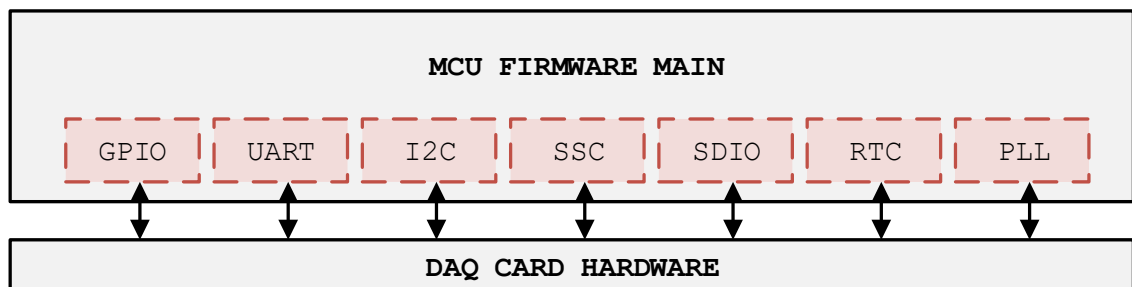 MCU FIRMWARE MAIN
GPIO UART I2C SSC SDIO RTC PLL
DAQ CARD HARDWARE